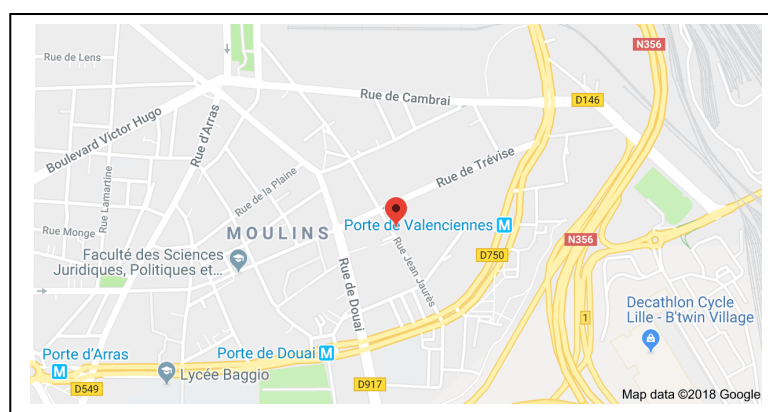 Rue de Lens
N356
Rue de Cambrai
D146
Boulevard Victor Hugo
Rue d'Arras
Rue de Trévise
Rue Lamartine
Rue de la Plaine
Rue Monge
MOULINS
Porte de Valenciennes M
Faculté des Sciences
Juridiques, Politiques et...
Rue Jean Jaurès
N356
D750
Rue de Douai
Decathlon Cycle
Lille - B'twin Village
1
Porte d'Arras
M
Porte de Douai M
Lycée Baggio
D549
D917
Map data ©2018 Google